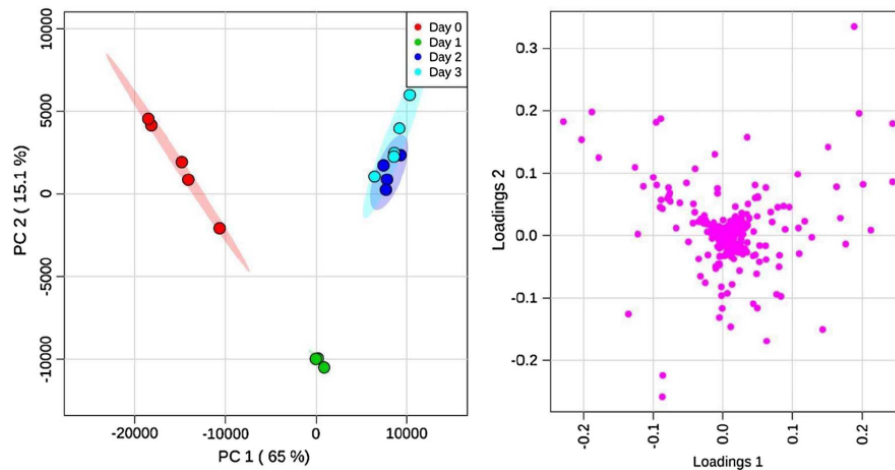 10000
5000
0
-5000
-10000
PC 2 ( 15.1 %)
-20000
-10000
0
10000
PC 1 ( 65 %)
Day 0
Day 1
Day 2
Day 3
0.3
0.2
0.1
0.0
-0.1
-0.2
Loadings 2
-0.2
-0.1
0.0
0.1
0.2
Loadings 1